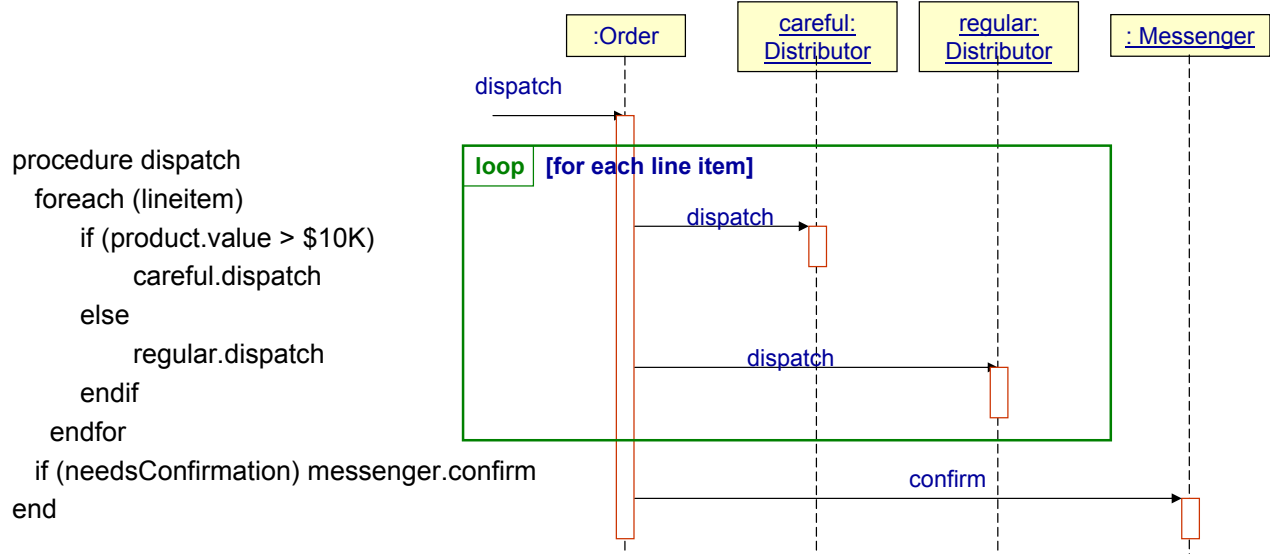 :Order
careful:
Distributor
regular:
Distributor
: Messenger
dispatch
procedure dispatch
foreach (lineitem)
if (product.value > $10K)
careful.dispatch
else
regular.dispatch
endif
endfor
if (needsConfirmation) messenger.confirm
end
loop [for each line item]
dispatch
dispatch
confirm